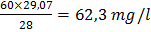 60×29,07/28 = 62,3 mg/l